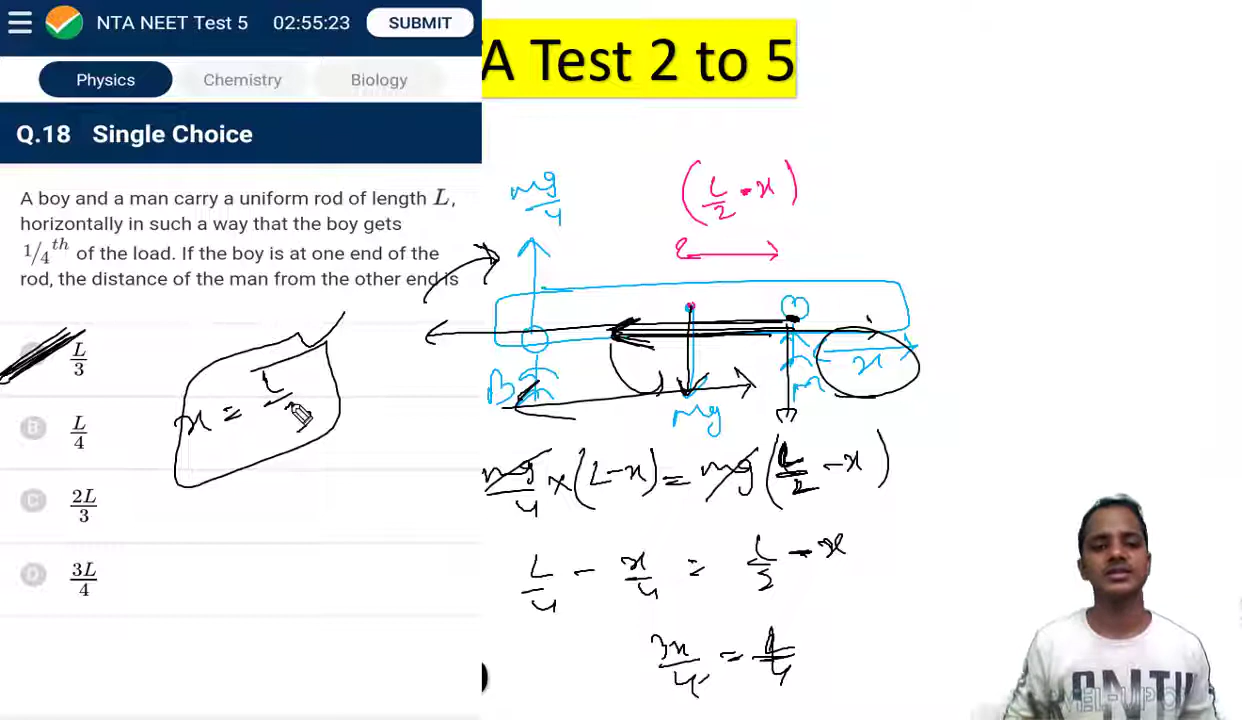 NTA NEET Test 5 02:55:23 SUBMIT
A Test 2 to 5
Physics Chemistry Biology
Q.18 Single Choice
A boy and a man carry a uniform rod of length L,
horizontally in such a way that the boy gets
1/4th of the load. If the boy is at one end of the
rod, the distance of the man from the other end is
L/3
B L/4
C 2L/3
D 3L/4
x = L/3
mg/4
(L/2 - x)
B
mg
m
x
mg/4 × (L-x) = mg (L/2 - x)
L/4 - x/4 = L/2 - x
3x/4 = L/4